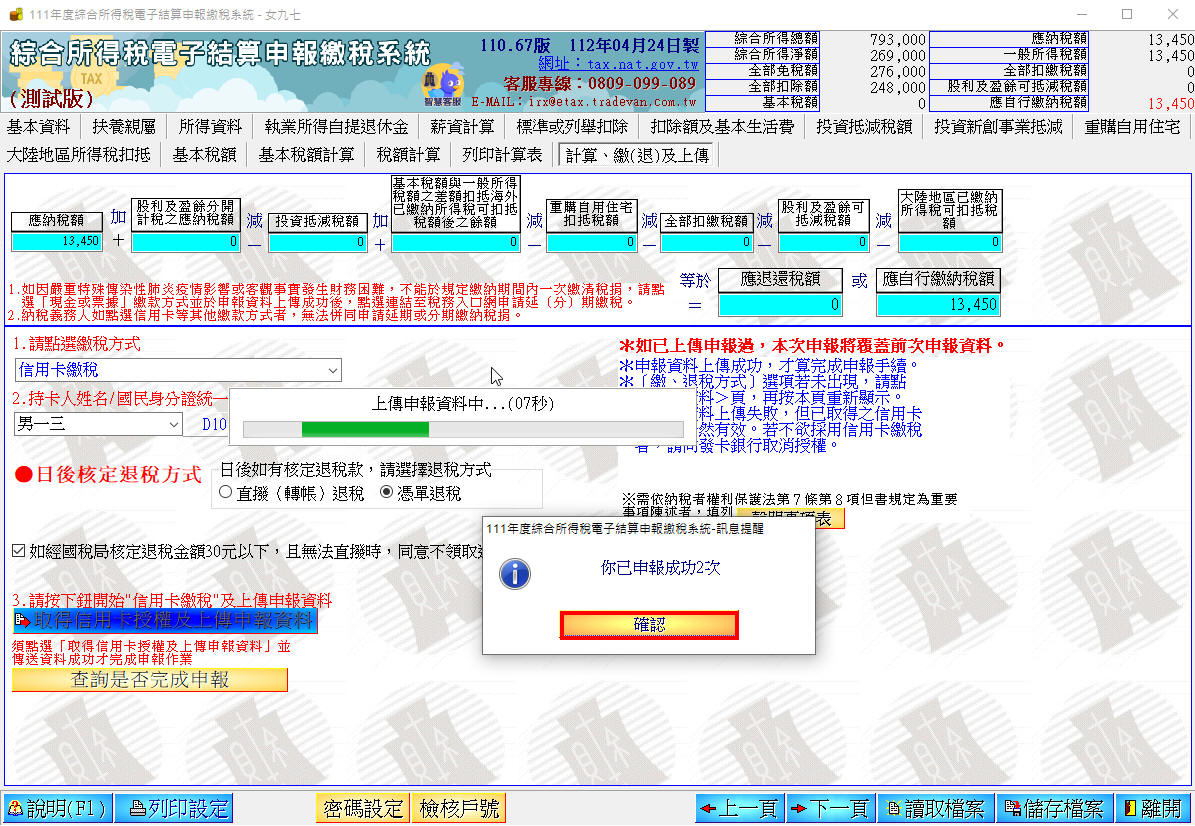 111年度綜合所得稅電子結算申報繳稅系統 - 女九七
綜合所得稅電子結算申報繳稅系統
(測試版)
TAX
110.67版 112年04月24日製
網址：tax.nat.gov.tw
客服專線：0809-099-089
E-MAIL：irx@etax.tradevan.com.tw
智慧客服
綜合所得總額 793,000 應納稅額 13,450
綜合所得淨額 269,000 一般所得稅額 13,450
全部免稅額 276,000 全部扣繳稅額 0
全部扣除額 248,000 股利及盈餘可抵減稅額 0
基本稅額 0 應自行繳納稅額 13,450
基本資料 扶養親屬 所得資料 執業所得自提退休金 薪資計算 標準或列舉扣除 扣除額及基本生活費 投資抵減稅額 投資新創事業抵減 重購自用住宅
大陸地區所得稅扣抵 基本稅額 基本稅額計算 稅額計算 列印計算表 計算、繳(退)及上傳
應納稅額
13,450
加
＋
股利及盈餘分開
計稅之應納稅額
0
減
－
投資抵減稅額
0
加
＋
基本稅額與一般所得
稅額之差額扣抵海外
已繳納所得稅可扣抵
稅額後之餘額
0
減
－
重購自用住宅
扣抵稅額
0
減
－
全部扣繳稅額
0
減
－
股利及盈餘可
抵減稅額
0
減
－
大陸地區已繳納
所得稅可扣抵稅
額
0
等於
＝
應退還稅額
0
或
應自行繳納稅額
13,450
1.如因嚴重特殊傳染性肺炎疫情影響或客觀事實發生財務困難，不能於規定繳納期間內一次繳清稅捐，請點
選「現金或票據」繳款方式並於申報資料上傳成功後，點選連結至稅務入口網申請延（分）期繳稅。
2.納稅義務人如點選信用卡等其他繳款方式者，無法併同申請延期或分期繳納稅捐。
1.請點選繳稅方式
信用卡繳稅
2.持卡人姓名/國民身分證統一
男一三 D10
＊如已上傳申報過，本次申報將覆蓋前次申報資料。
＊申報資料上傳成功，才算完成申報手續。
＊〔繳、退稅方式〕選項若未出現，請點
料＞頁，再按本頁重新顯示。
料上傳失敗，但已取得之信用卡
然有效。若不欲採用信用卡繳稅
者，請向發卡銀行取消授權。
上傳申報資料中...(07秒)
●日後核定退稅方式
日後如有核定退稅款，請選擇退稅方式
直撥（轉帳）退稅 憑單退稅
※需依納稅者權利保護法第7條第8項但書規定為重要
事項陳述者，填列 聲明事項表
如經國稅局核定退稅金額30元以下，且無法直撥時，同意不領取
111年度綜合所得稅電子結算申報繳稅系統-訊息提醒
你已申報成功2次
確認
3.請按下鈕開始"信用卡繳稅"及上傳申報資料
取得信用卡授權及上傳申報資料
須點選「取得信用卡授權及上傳申報資料」並
傳送資料成功才完成申報作業
查詢是否完成申報
說明(F1) 列印設定 密碼設定 檢核戶號 上一頁 下一頁 讀取檔案 儲存檔案 離開